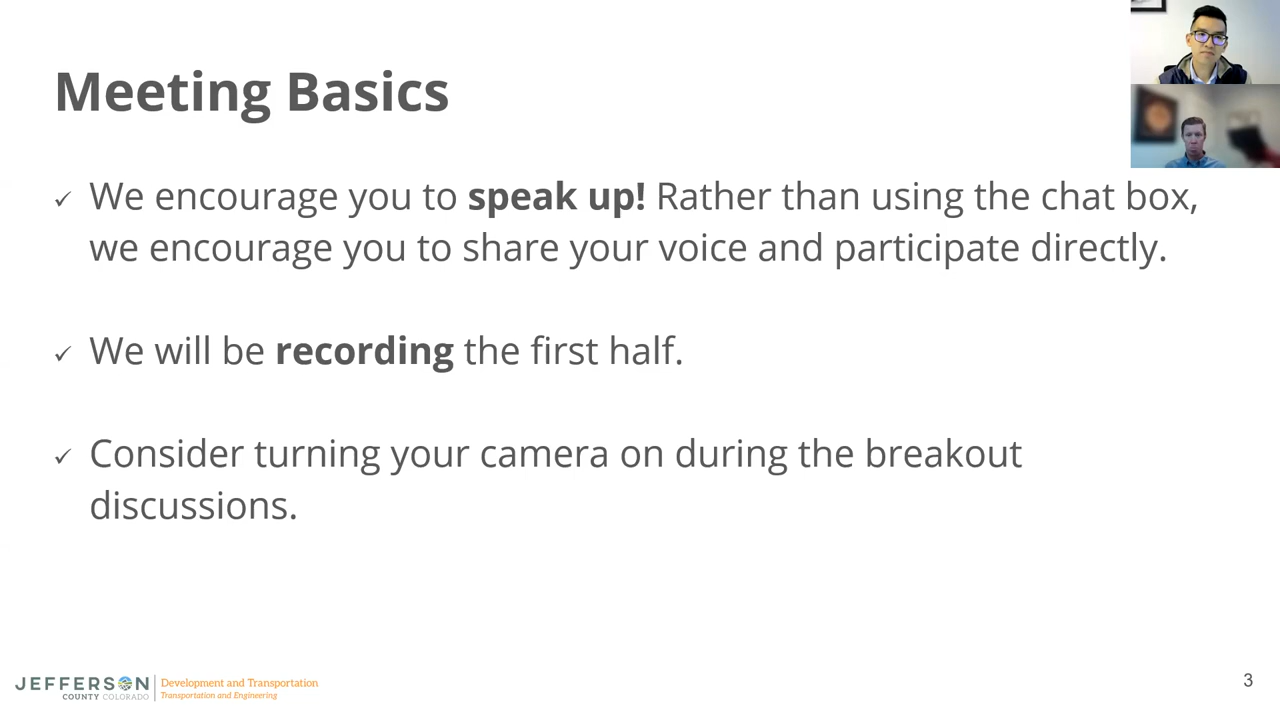 Meeting Basics
✓ We encourage you to speak up! Rather than using the chat box,
we encourage you to share your voice and participate directly.
✓ We will be recording the first half.
✓ Consider turning your camera on during the breakout
discussions.
JEFFERSON
COUNTY COLORADO
Development and Transportation
Transportation and Engineering
3